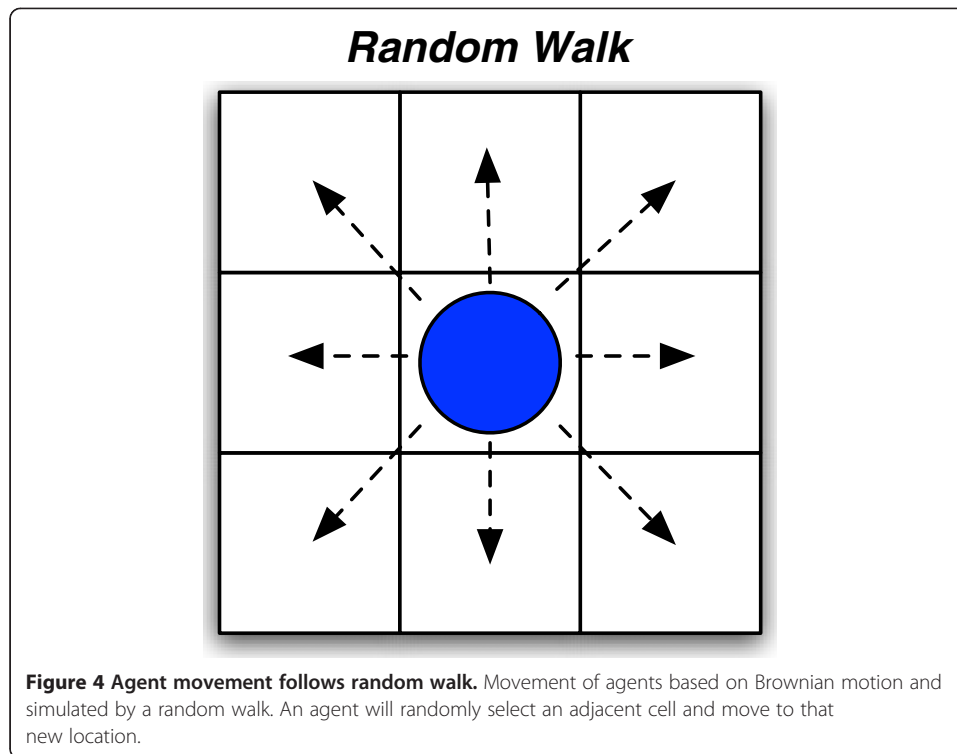 Random Walk
Figure 4 Agent movement follows random walk. Movement of agents based on Brownian motion and
simulated by a random walk. An agent will randomly select an adjacent cell and move to that
new location.